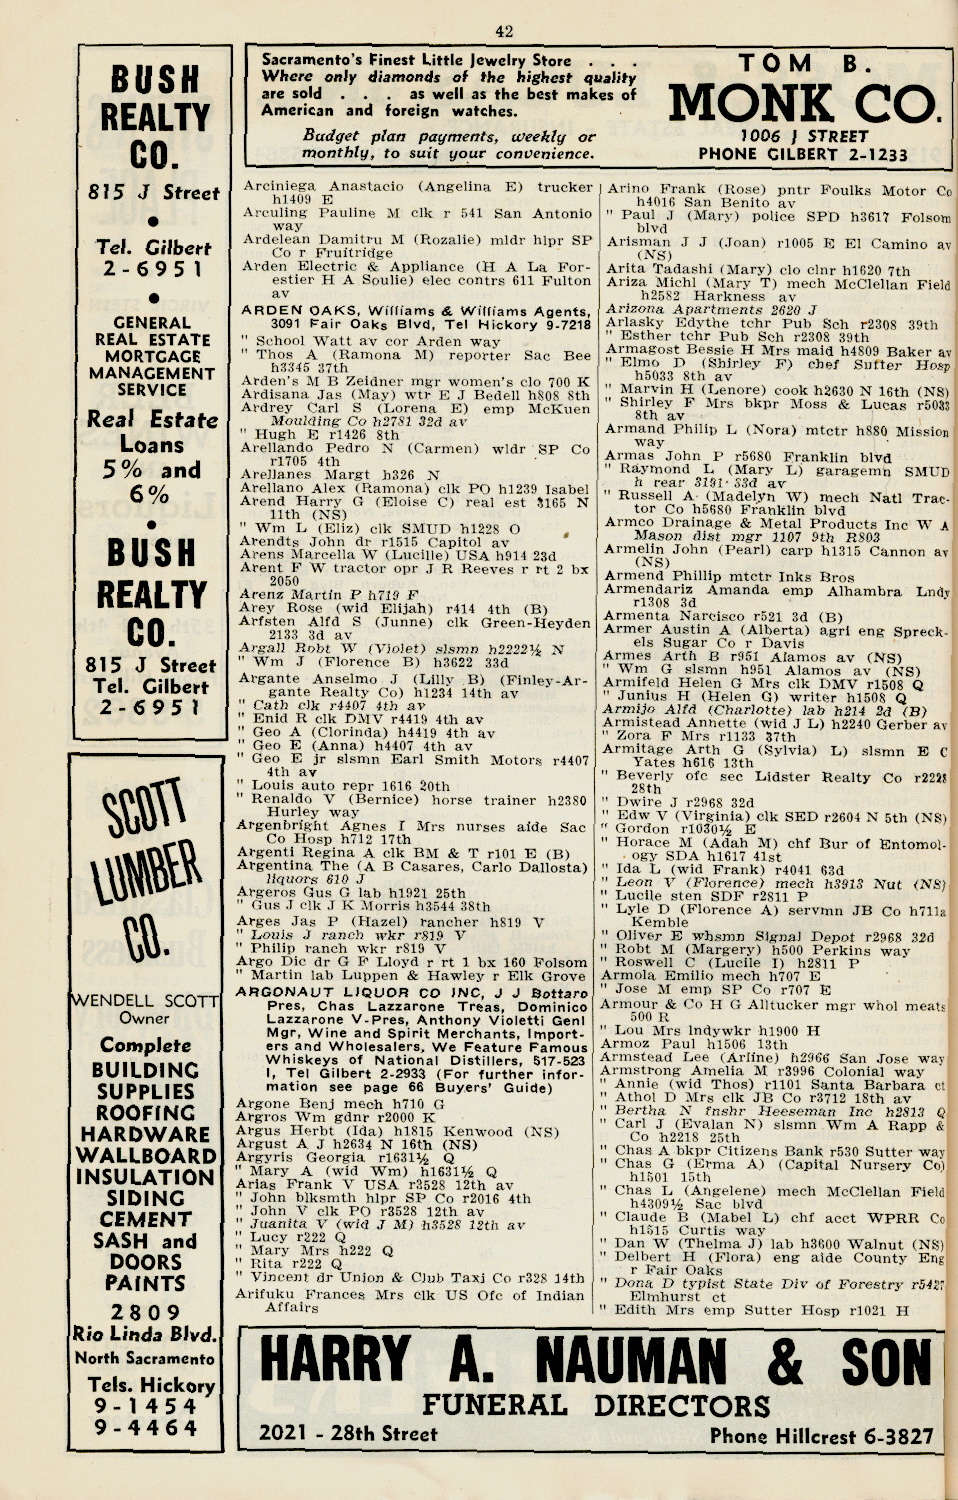 42
BUSH
REALTY
CO.
815 J Street
•
Tel. Gilbert
2-6951
•
GENERAL
REAL ESTATE
MORTGAGE
MANAGEMENT
SERVICE
Real Estate
Loans
5% and
6%
•
BUSH
REALTY
CO.
815 J Street
Tel. Gilbert
2-6951
SCOTT
LUMBER
CO.
WENDELL SCOTT
Owner
Complete
BUILDING
SUPPLIES
ROOFING
HARDWARE
WALLBOARD
INSULATION
SIDING
CEMENT
SASH and
DOORS
PAINTS
2809
Rio Linda Blvd.
North Sacramento
Tels. Hickory
9-1454
9-4464
Sacramento's Finest Little Jewelry Store . . .
Where only diamonds of the highest quality
are sold . . . as well as the best makes of
American and foreign watches.
Budget plan payments, weekly or
monthly, to suit your convenience.
TOM B.
MONK CO.
1006 J STREET
PHONE GILBERT 2-1233
Arciniega Anastacio (Angelina E) trucker
h1409 E
Arculing Pauline M clk r 541 San Antonio
way
Ardelean Damitru M (Rozalie) mldr hlpr SP
Co r Fruitridge
Arden Electric & Appliance (H A La For-
estier H A Soulie) elec contrs 611 Fulton
av
ARDEN OAKS, Williams & Williams Agents,
3091 Fair Oaks Blvd, Tel Hickory 9-7218
" School Watt av cor Arden way
" Thos A (Ramona M) reporter Sac Bee
h3345 37th
Arden's M B Zeidner mgr women's clo 700 K
Ardisana Jas (May) wtr E J Bedell h808 8th
Ardrey Carl S (Lorena E) emp McKuen
Moulding Co h2781 32d av
" Hugh E r1426 8th
Arellando Pedro N (Carmen) wldr SP Co
r1705 4th
Arellanes Margt h326 N
Arellano Alex (Ramona) clk PO h1239 Isabel
Arend Harry G (Eloise C) real est 3165 N
11th (NS)
" Wm L (Eliz) clk SMUD h1228 O
Arendts John dr r1515 Capitol av
Arens Marcella W (Lucille) USA h914 23d
Arent F W tractor opr J R Reeves r rt 2 bx
2050
Arenz Martin P h719 F
Arey Rose (wid Elijah) r414 4th (B)
Arfsten Alfd S (Junne) clk Green-Heyden
2133 3d av
Argall Robt W (Violet) slsmn h2222½ N
" Wm J (Florence B) h3622 33d
Argante Anselmo J (Lilly B) (Finley-Ar-
gante Realty Co) h1234 14th av
" Cath clk r4407 4th av
" Enid R clk DMV r4419 4th av
" Geo A (Clorinda) h4419 4th av
" Geo E (Anna) h4407 4th av
" Geo E jr slsmn Earl Smith Motors r4407
4th av
" Louis auto repr 1616 20th
" Renaldo V (Bernice) horse trainer h2380
Hurley way
Argenbright Agnes I Mrs nurses aide Sac
Co Hosp h712 17th
Argenti Regina A clk BM & T r101 E (B)
Argentina The (A B Casares, Carlo Dallosta)
liquors 610 J
Argeros Gus G lab h1921 25th
" Gus J clk J K Morris h3544 38th
Arges Jas P (Hazel) rancher h819 V
" Louis J ranch wkr r819 V
" Philip ranch wkr r819 V
Argo Dic dr G F Lloyd r rt 1 bx 160 Folsom
" Martin lab Luppen & Hawley r Elk Grove
ARGONAUT LIQUOR CO INC, J J Bottaro
Pres, Chas Lazzarone Treas, Dominico
Lazzarone V-Pres, Anthony Violetti Genl
Mgr, Wine and Spirit Merchants, Import-
ers and Wholesalers, We Feature Famous
Whiskeys of National Distillers, 517-523
I, Tel Gilbert 2-2933 (For further infor-
mation see page 66 Buyers' Guide)
Argone Benj mech h710 G
Argros Wm gdnr r2000 K
Argus Herbt (Ida) h1815 Kenwood (NS)
Argust A J h2634 N 16th (NS)
Argyris Georgia r1631½ Q
" Mary A (wid Wm) h1631½ Q
Arias Frank V USA r3528 12th av
" John blksmth hlpr SP Co r2016 4th
" John V clk PO r3528 12th av
" Juanita V (wid J M) h3528 12th av
" Lucy r222 Q
" Mary Mrs h222 Q
" Rita r222 Q
" Vincent dr Union & Club Taxi Co r328 14th
Arifuku Frances Mrs clk US Ofc of Indian
Affairs
Arino Frank (Rose) pntr Foulks Motor Co
h4016 San Benito av
" Paul J (Mary) police SPD h3617 Folsom
blvd
Arisman J J (Joan) r1005 E El Camino av
(NS)
Arita Tadashi (Mary) clo clnr h1620 7th
Ariza Michl (Mary T) mech McClellan Field
h2582 Harkness av
Arizona Apartments 2620 J
Arlasky Edythe tchr Pub Sch r2308 39th
" Esther tchr Pub Sch r2308 39th
Armagost Bessie H Mrs maid h4809 Baker av
" Elmo D (Shirley F) chef Sutter Hosp
h5033 8th av
" Marvin H (Lenore) cook h2630 N 16th (NS)
" Shirley F Mrs bkpr Moss & Lucas r5033
8th av
Armand Philip L (Nora) mtctr h880 Mission
way
Armas John P r5680 Franklin blvd
" Raymond L (Mary L) garagemn SMUD
h rear 3191 33d av
" Russell A (Madelyn W) mech Natl Trac-
tor Co h5680 Franklin blvd
Armco Drainage & Metal Products Inc W A
Mason dist mgr 1107 9th R803
Armelin John (Pearl) carp h1315 Cannon av
(NS)
Armend Phillip mtctr Inks Bros
Armendariz Amanda emp Alhambra Lndy
r1308 3d
Armenta Narcisco r521 3d (B)
Armer Austin A (Alberta) agri eng Spreck-
els Sugar Co r Davis
Armes Arth B r951 Alamos av (NS)
" Wm G slsmn h951 Alamos av (NS)
Armifeld Helen G Mrs clk DMV r1508 Q
" Junius H (Helen G) writer h1508 Q
Armijo Alfd (Charlotte) lab h214 2d (B)
Armistead Annette (wid J L) h2240 Gerber av
" Zora F Mrs r1133 37th
Armitage Arth G (Sylvia) L) slsmn E C
Yates h616 13th
" Beverly ofc sec Lidster Realty Co r2228
28th
" Dwire J r2968 32d
" Edw V (Virginia) clk SED r2604 N 5th (NS)
" Gordon r1030½ E
" Horace M (Adah M) chf Bur of Entomol-
ogy SDA h1617 41st
" Ida L (wid Frank) r4041 63d
" Leon V (Florence) mech h3913 Nut (NS)
" Lucile sten SDF r2811 P
" Lyle D (Florence A) servmn JB Co h711a
Kemble
" Oliver E whsmn Signal Depot r2968 32d
" Robt M (Margery) h500 Perkins way
" Roswell C (Lucile I) h2811 P
Armola Emilio mech h707 E
" Jose M emp SP Co r707 E
Armour & Co H G Alltucker mgr whol meats
500 R
" Lou Mrs lndywkr h1900 H
Armoz Paul h1506 13th
Armstead Lee (Arline) h2966 San Jose way
Armstrong Amelia M r3996 Colonial way
" Annie (wid Thos) r1101 Santa Barbara ct
" Athol D Mrs clk JB Co r3712 18th av
" Bertha N fnshr Heeseman Inc h2813 Q
" Carl J (Evalan N) slsmn Wm A Rapp &
Co h2218 25th
" Chas A bkpr Citizens Bank r530 Sutter way
" Chas G (Erma A) (Capital Nursery Co)
h1501 15th
" Chas L (Angelene) mech McClellan Field
h4309½ Sac blvd
" Claude B (Mabel L) chf acct WPRR Co
h1515 Curtis way
" Dan W (Thelma J) lab h3600 Walnut (NS)
" Delbert H (Flora) eng aide County Eng
r Fair Oaks
" Dona D typist State Div of Forestry r5427
Elmhurst ct
" Edith Mrs emp Sutter Hosp r1021 H
HARRY A. NAUMAN & SON
FUNERAL DIRECTORS
2021 - 28th Street
Phone Hillcrest 6-3827